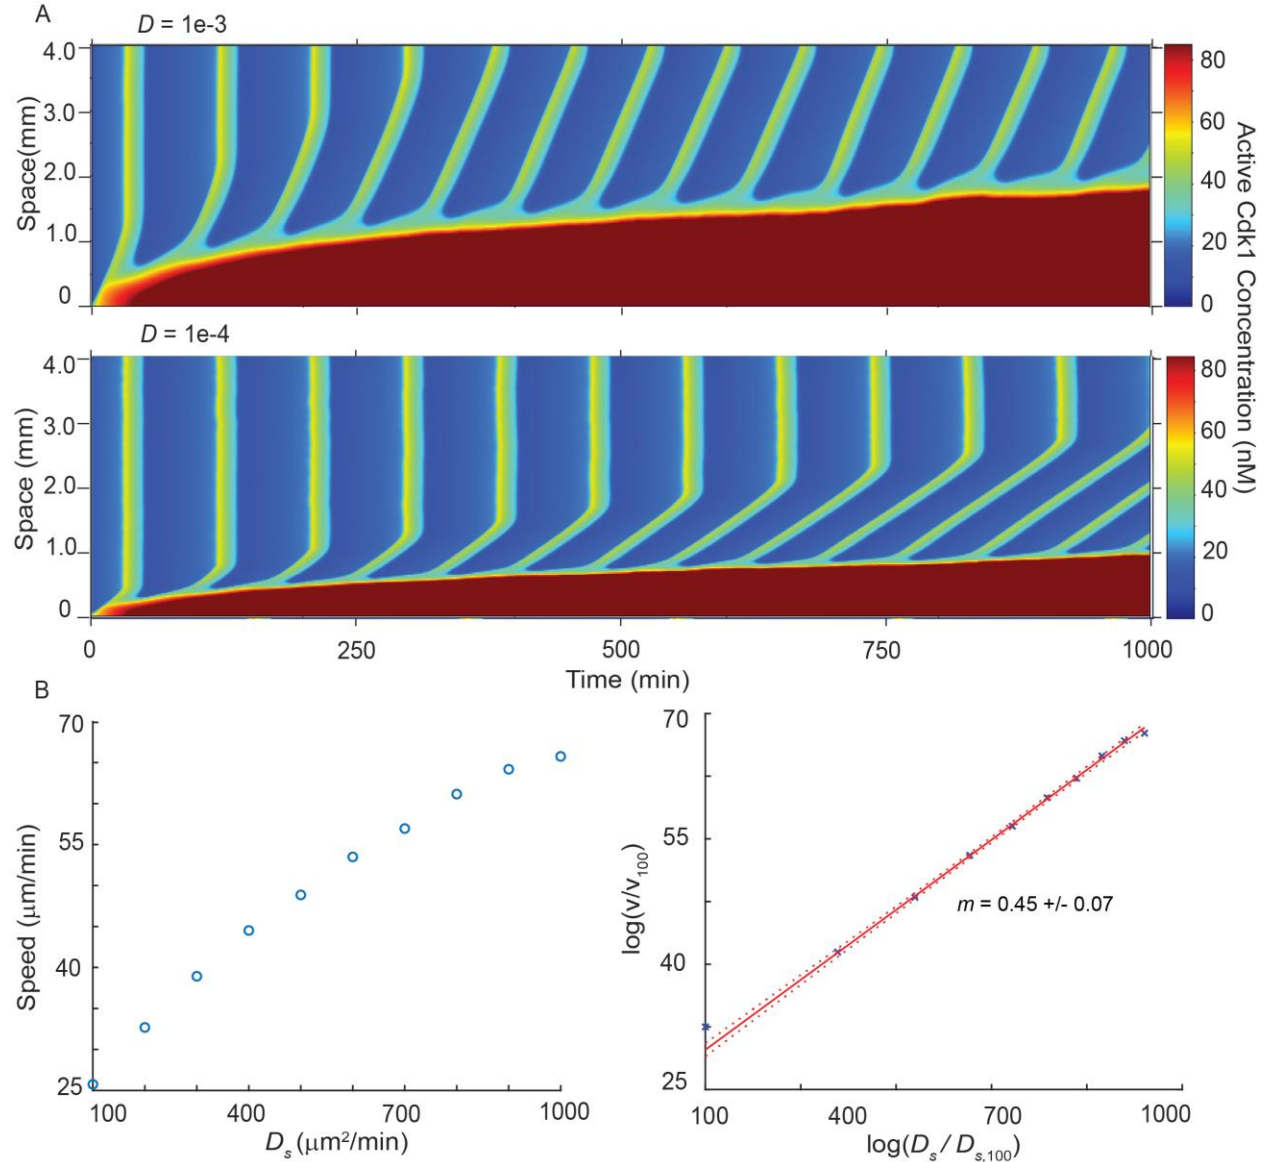 A
D = 1e-3
4.0
3.0
2.0
1.0
0
Space(mm)
80
60
40
20
0
D = 1e-4
4.0
3.0
2.0
1.0
0
Space (mm)
80
60
40
20
0
Active Cdk1 Concentration (nM)
0 250 500 750 1000
Time (min)
B
70
55
40
25
Speed (μm/min)
100 400 700 1000
Dₛ (μm²/min)
70
55
40
25
log(v/v₁₀₀)
m = 0.45 +/- 0.07
100 400 700 1000
log(Dₛ / Dₛ,₁₀₀)